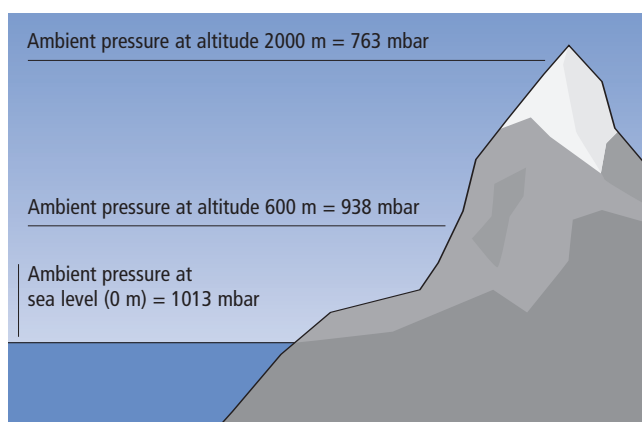 Ambient pressure at altitude 2000 m = 763 mbar
Ambient pressure at altitude 600 m = 938 mbar
Ambient pressure at
sea level (0 m) = 1013 mbar